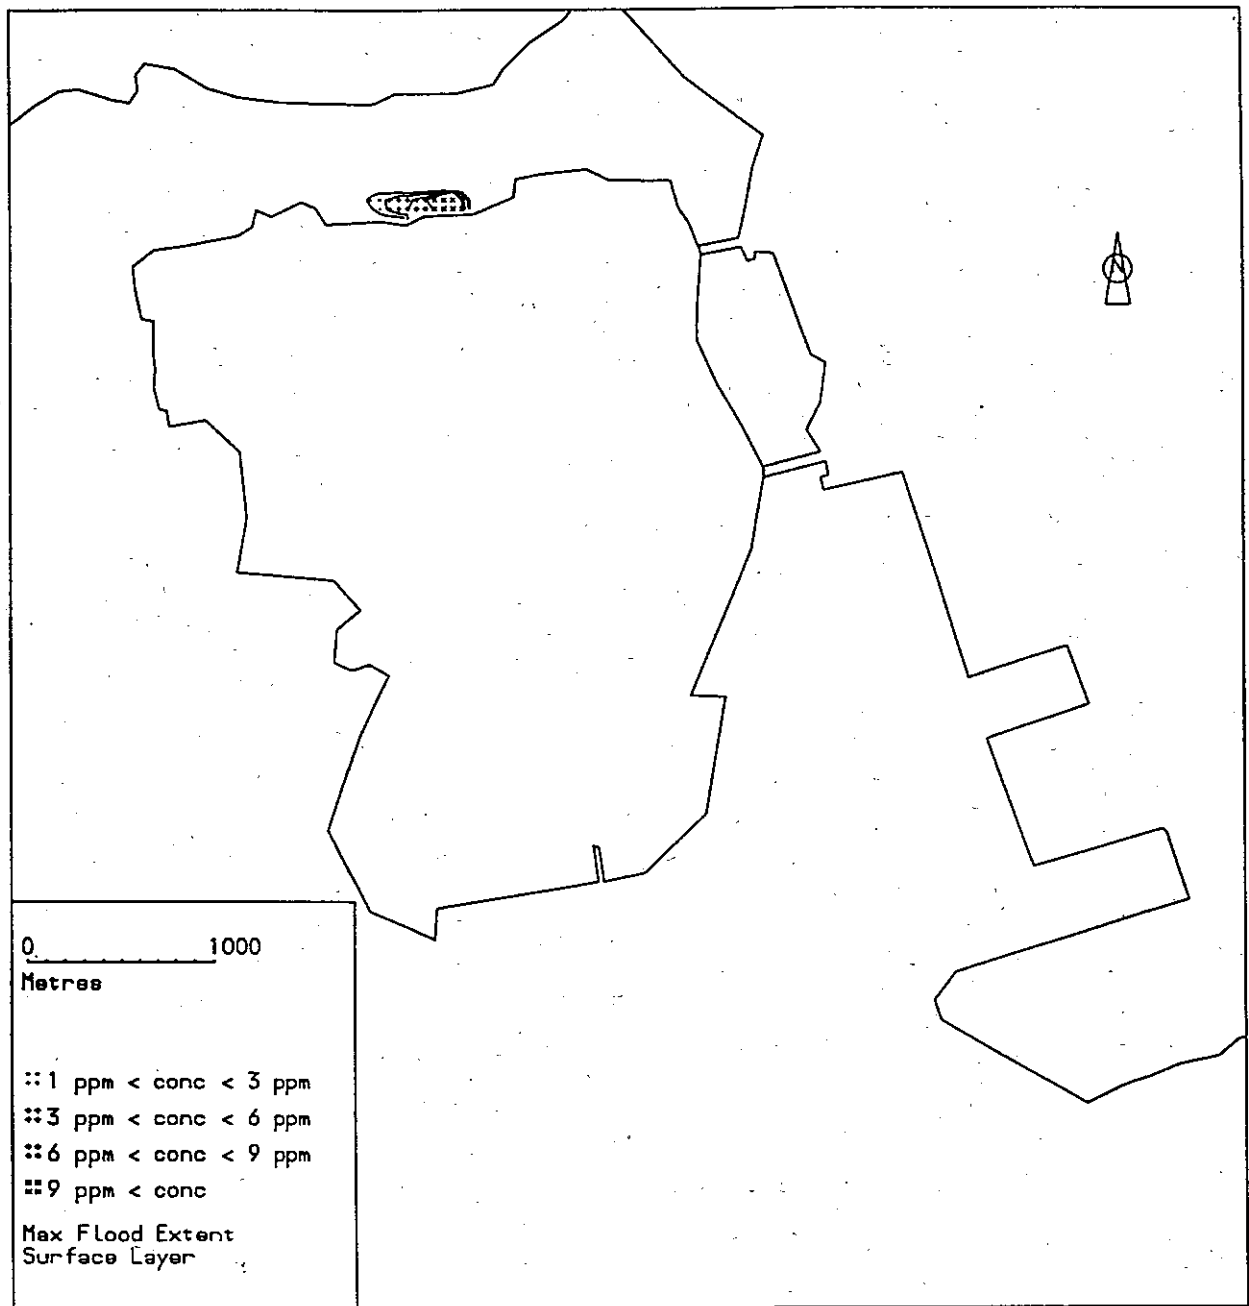 N
0 1000
Metres
1 ppm < conc < 3 ppm
3 ppm < conc < 6 ppm
6 ppm < conc < 9 ppm
9 ppm < conc
Max Flood Extent
Surface Layer